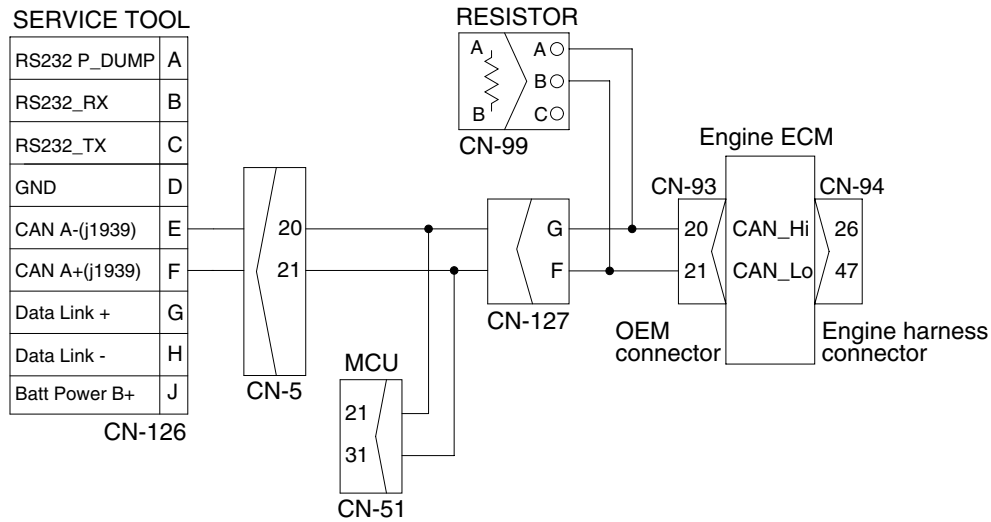 SERVICE TOOL
RS232 P_DUMP A
RS232_RX B
RS232_TX C
GND D
CAN A-(j1939) E
CAN A+(j1939) F
Data Link + G
Data Link - H
Batt Power B+ J
CN-126
20
21
CN-5
MCU
21
31
CN-51
RESISTOR
A A
B
B C
CN-99
G
F
CN-127
Engine ECM
CN-93 CN-94
20 CAN_Hi 26
21 CAN_Lo 47
OEM
connector
Engine harness
connector